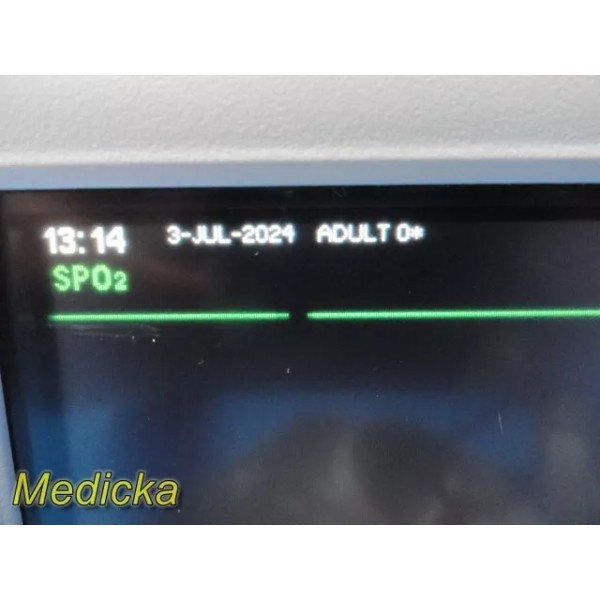 13:14 3-JUL-2024 ADULT 0*
SPO₂
Medicka